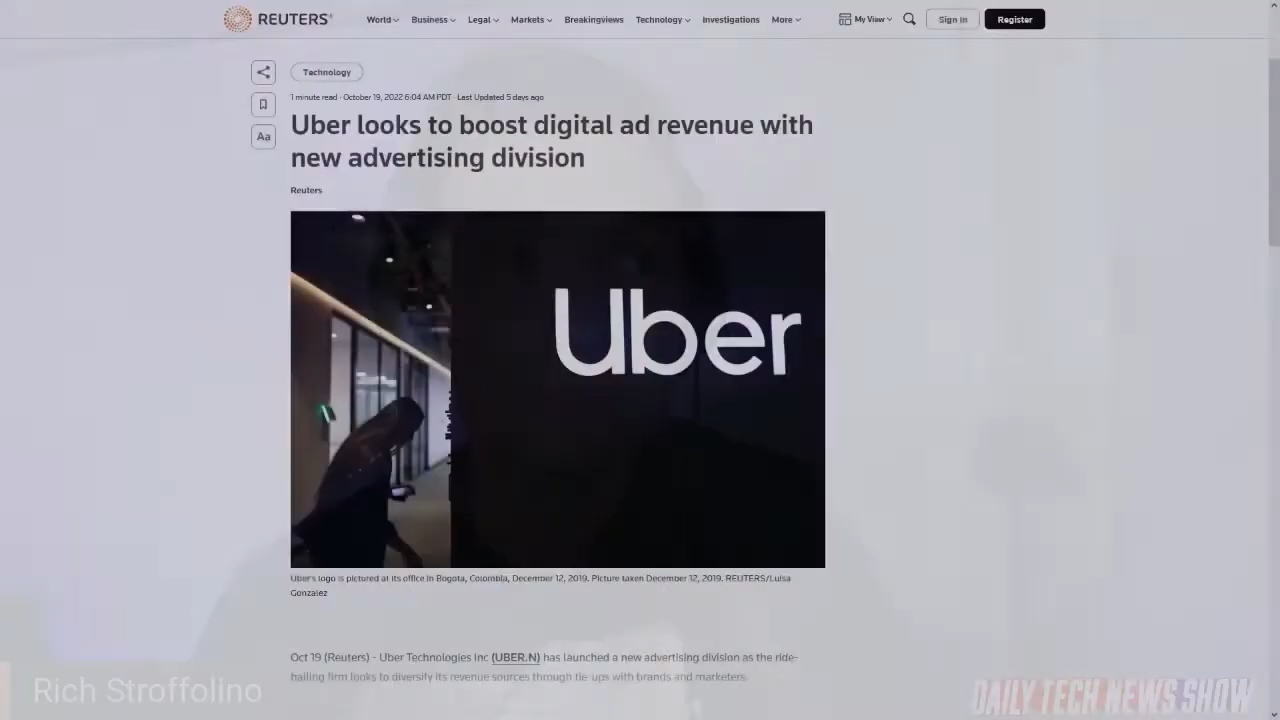 REUTERS®
World Business Legal Markets Breakingviews Technology Investigations More
My View Sign In Register
Technology
1 minute read · October 19, 2022 6:04 AM PDT · Last Updated 5 days ago
Aa
Uber looks to boost digital ad revenue with
new advertising division
Reuters
Uber
Uber's logo is pictured at its office in Bogota, Colombia, December 12, 2019. Picture taken December 12, 2019. REUTERS/Luisa
Gonzalez
Oct 19 (Reuters) - Uber Technologies Inc (UBER.N) has launched a new advertising division as the ride-
hailing firm looks to diversify its revenue sources through tie-ups with brands and marketers.
Rich Stroffolino
DAILY TECH NEWS SHOW